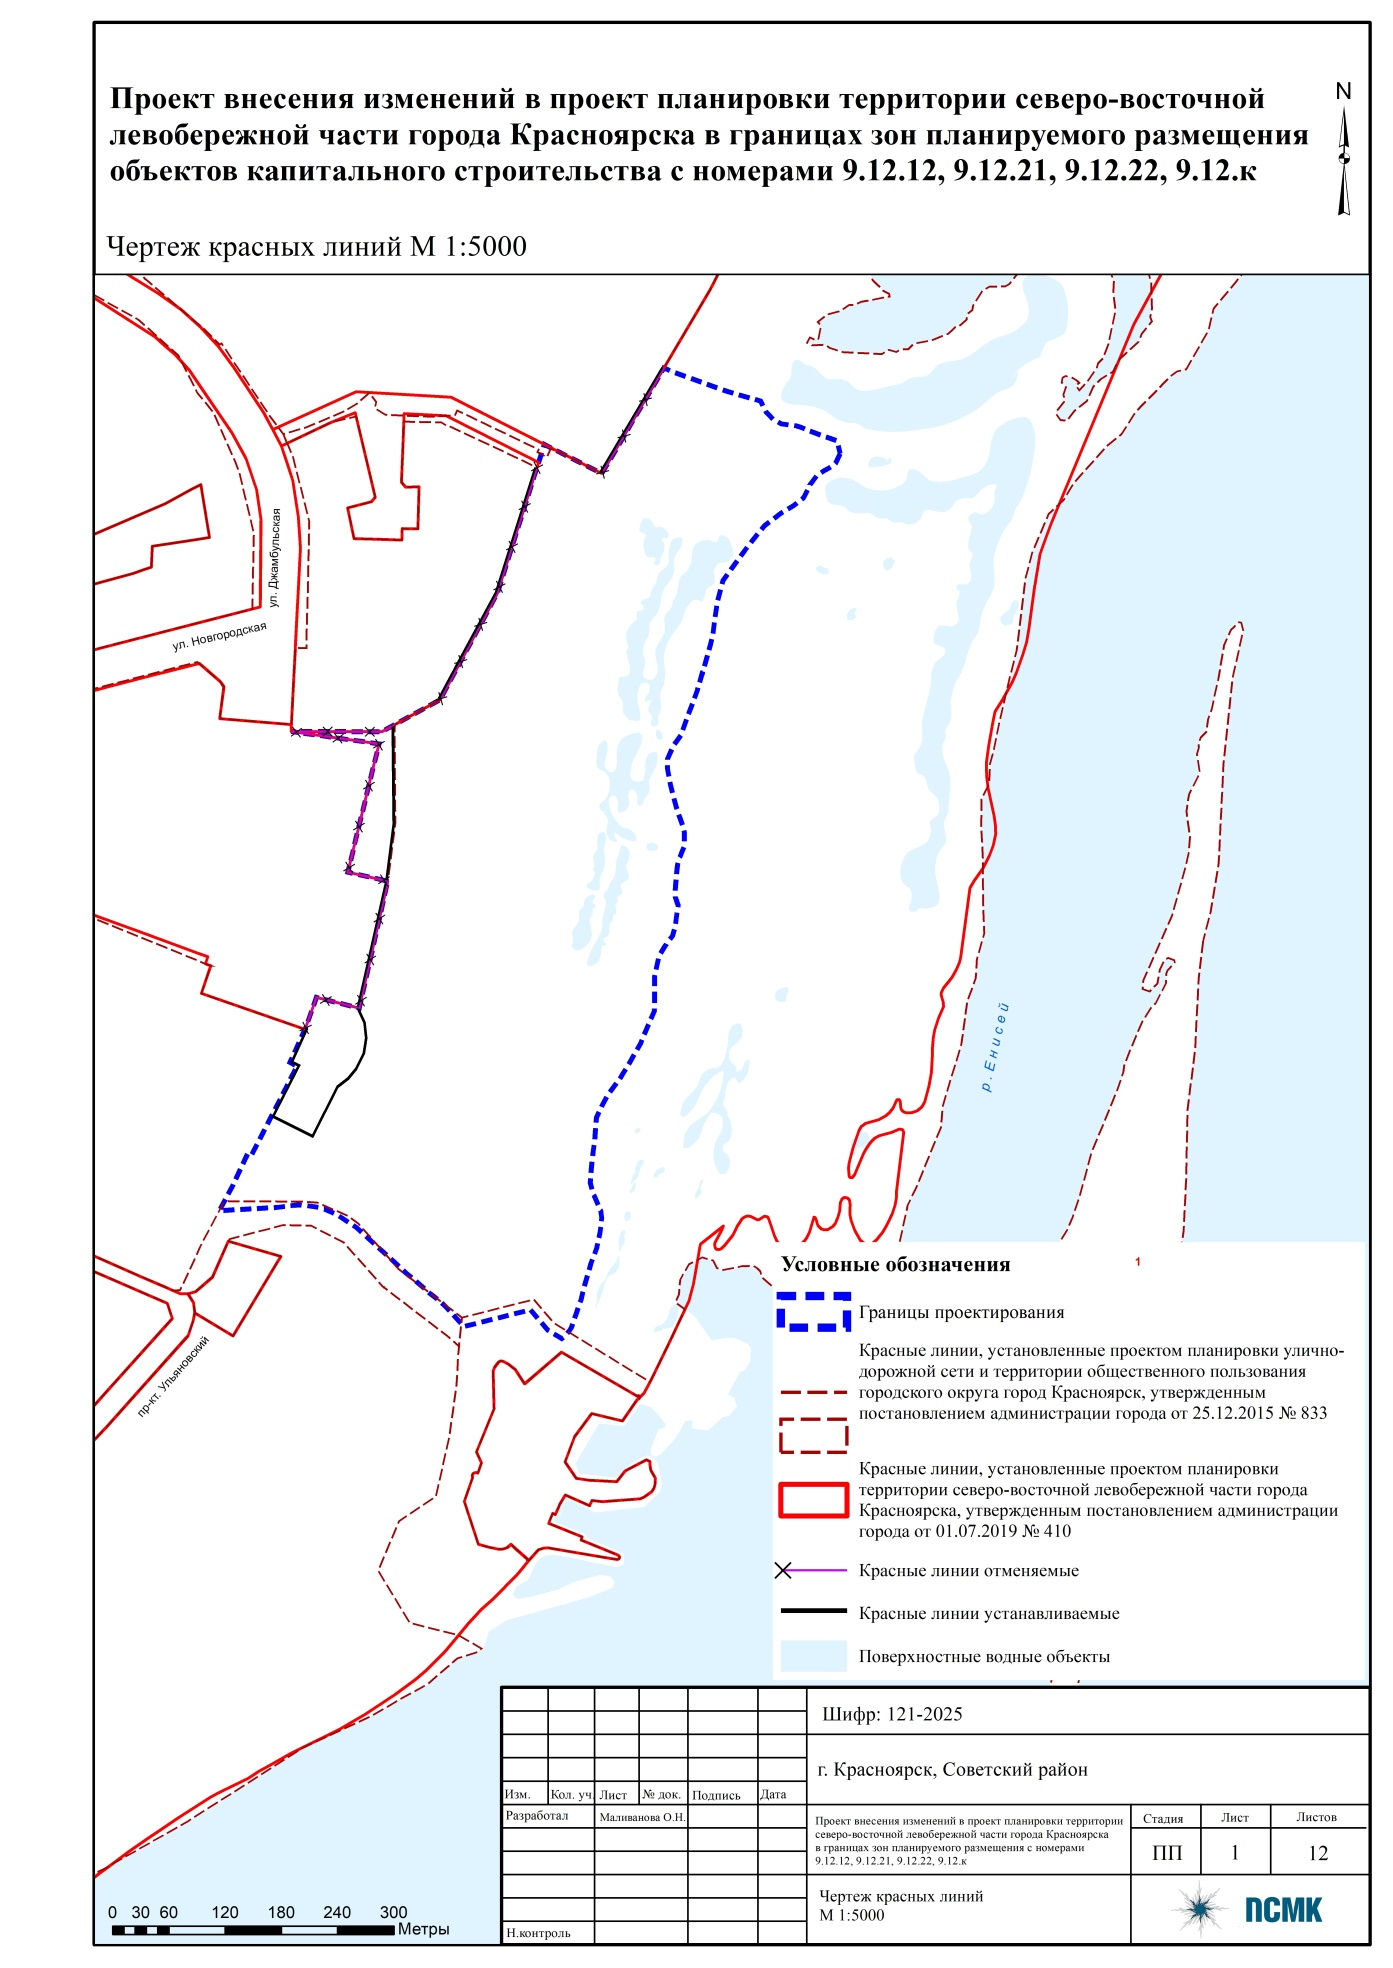 Проект внесения изменений в проект планировки территории северо-восточной
левобережной части города Красноярска в границах зон планируемого размещения
объектов капитального строительства с номерами 9.12.12, 9.12.21, 9.12.22, 9.12.к
N
Чертеж красных линий М 1:5000
ул. Джамбульская
ул. Новгородская
р. Енисей
пр-кт. Ульяновский
Условные обозначения
1
Границы проектирования
Красные линии, установленные проектом планировки улично-
дорожной сети и территории общественного пользования
городского округа город Красноярск, утвержденным
постановлением администрации города от 25.12.2015 № 833
Красные линии, установленные проектом планировки
территории северо-восточной левобережной части города
Красноярска, утвержденным постановлением администрации
города от 01.07.2019 № 410
Красные линии отменяемые
Красные линии устанавливаемые
Поверхностные водные объекты
Шифр: 121-2025
г. Красноярск, Советский район
Изм. Кол. уч. Лист № док. Подпись Дата
Разработал Маливанова О.Н.
Проект внесения изменений в проект планировки территории
северо-восточной левобережной части города Красноярска
в границах зон планируемого размещения с номерами
9.12.12, 9.12.21, 9.12.22, 9.12.к
Стадия Лист Листов
ПП 1 12
Чертеж красных линий
М 1:5000
ПСМК
Н.контроль
0 30 60 120 180 240 300
Метры